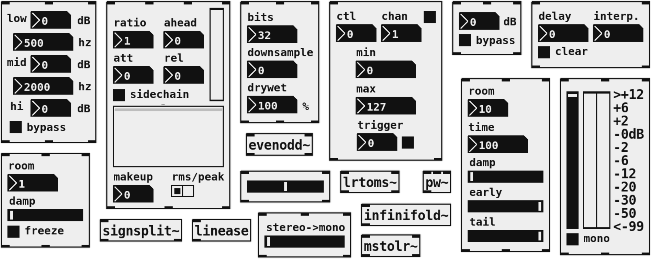 low 0 dB
500 hz
mid 0 dB
2000 hz
hi 0 dB
bypass
room
1
damp
freeze
ratio ahead
1 0
att rel
0 0
sidechain
makeup rms/peak
0
signsplit~
linease
bits
32
downsample
0
drywet
100 %
evenodd~
stereo->mono
ctl chan
0 1
min
0
max
127
trigger
0
lrtoms~
pw~
infinifold~
mstolr~
0 dB
bypass
delay interp.
0 0
clear
room
10
time
100
damp
early
tail
>+12
+6
+2
-0dB
-2
-6
-12
-20
-30
-50
<-99
mono